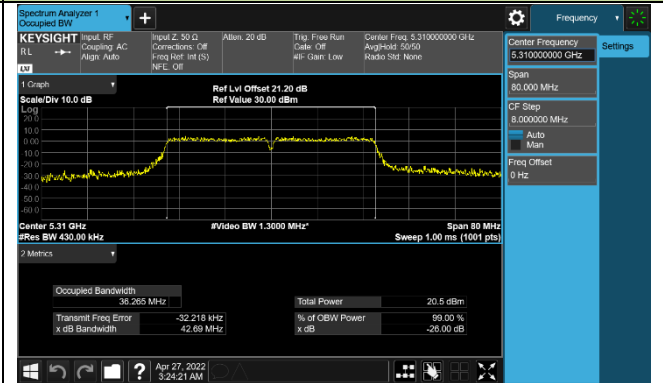 Spectrum Analyzer 1
Occupied BW
Frequency
KEYSIGHT
RL
LXI
Input: RF
Coupling: AC
Align: Auto
Input Z: 50 Ω
Corrections: Off
Freq Ref: Int (S)
NFE: Off
Atten: 20 dB
Trig: Free Run
Gate: Off
#IF Gain: Low
Center Freq: 5.310000000 GHz
Avg|Hold: 50/50
Radio Std: None
Center Frequency
5.310000000 GHz
Settings
Span
80.000 MHz
CF Step
8.000000 MHz
Auto
Man
Freq Offset
0 Hz
1 Graph
Scale/Div 10.0 dB
Ref Lvl Offset 21.20 dB
Ref Value 30.00 dBm
Log
20.0
10.0
0.00
-10.0
-20.0
-30.0
-40.0
-50.0
-60.0
Center 5.31 GHz
#Video BW 1.3000 MHz*
Span 80 MHz
#Res BW 430.00 kHz
Sweep 1.00 ms (1001 pts)
2 Metrics
Occupied Bandwidth
36.265 MHz
Total Power
20.5 dBm
Transmit Freq Error
-32.218 kHz
% of OBW Power
99.00 %
x dB Bandwidth
42.69 MHz
x dB
-26.00 dB
?
Apr 27, 2022
3:24:21 AM